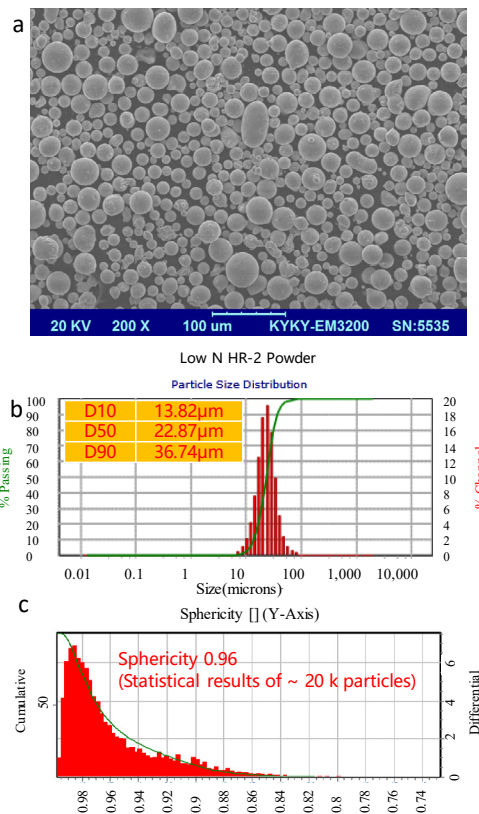 a
20 KV 200 X 100 um KYKY-EM3200 SN:5535
Low N HR-2 Powder
Particle Size Distribution
b
D10 13.82μm
D50 22.87μm
D90 36.74μm
100
90
80
70
60
50
40
30
20
10
0
% Passing
20
18
16
14
12
10
8
6
4
2
0
% Channel
0.01 0.1 1 10 100 1,000 10,000
Size(microns)
c
Sphericity [] (Y-Axis)
Sphericity 0.96
(Statistical results of ~ 20 k particles)
Cumulative
50
6
4
2
0
Differential
0.98 0.96 0.94 0.92 0.9 0.88 0.86 0.84 0.82 0.8 0.78 0.76 0.74